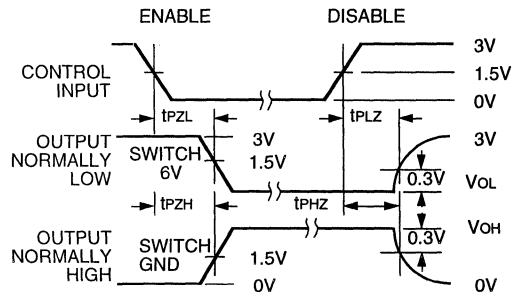 ENABLE
DISABLE
CONTROL
INPUT
3V
1.5V
0V
tPZL
tPLZ
OUTPUT
NORMALLY
LOW
SWITCH
6V
3V
1.5V
3V
0.3V
VOL
tPZH
tPHZ
OUTPUT
NORMALLY
HIGH
SWITCH
GND
1.5V
0V
VOH
0.3V
0V